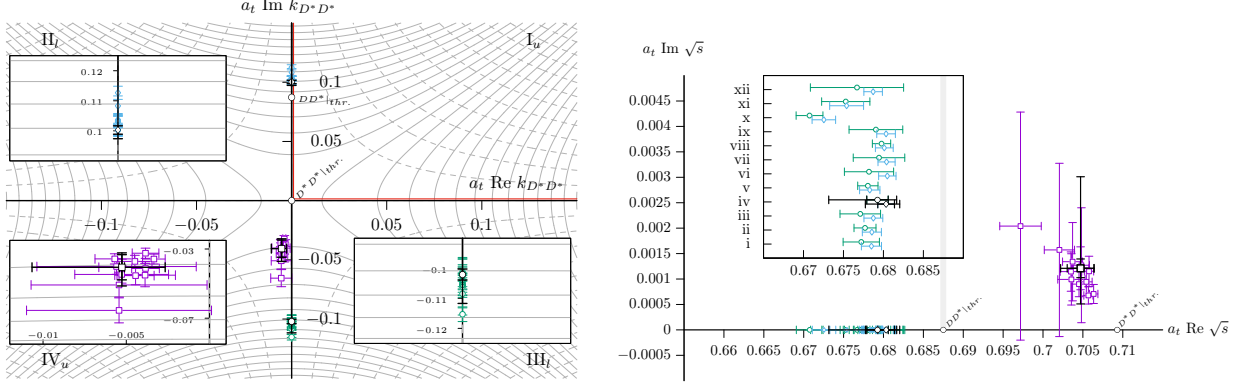 a_t Im k_{D*D*}
II_l
I_u
0.12
0.11
0.1
0.1
DD*|_{thr.}
0.05
D*D*|_{thr.}
a_t Re k_{D*D*}
−0.1
−0.05
0.05
0.1
−0.03
−0.07
−0.01
−0.005
−0.05
−0.1
−0.1
−0.11
−0.12
IV_u
III_l
a_t Im √s
0.0045
0.004
0.0035
0.003
0.0025
0.002
0.0015
0.001
0.0005
0
−0.0005
xii
xi
x
ix
viii
vii
vi
v
iv
iii
ii
i
0.67
0.675
0.68
0.685
DD*|_{thr.}
D*D*|_{thr.}
a_t Re √s
0.66
0.665
0.67
0.675
0.68
0.685
0.69
0.695
0.7
0.705
0.71